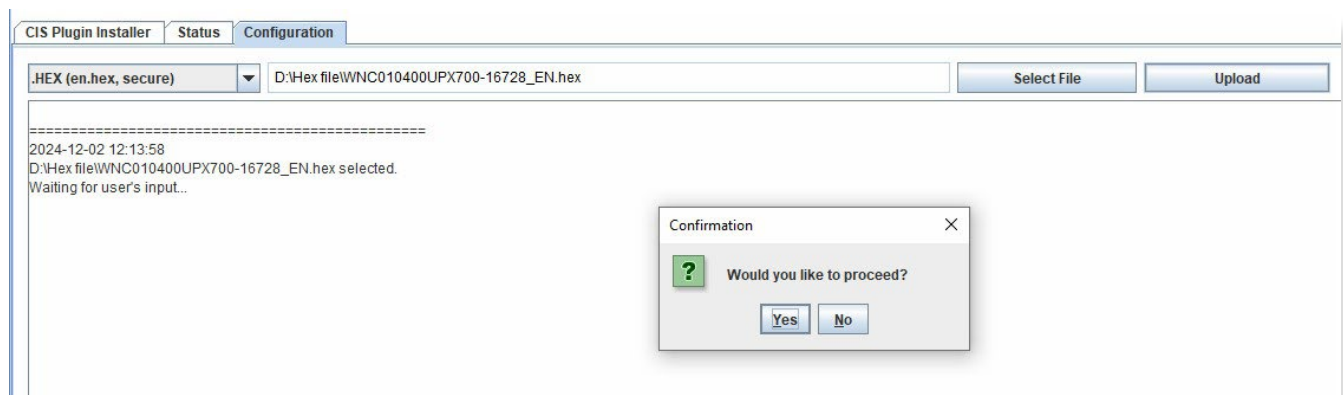 CIS Plugin Installer Status Configuration
.HEX (en.hex, secure) D:\Hex file\WNC010400UPX700-16728_EN.hex Select File Upload
================================================
2024-12-02 12:13:58
D:\Hex file\WNC010400UPX700-16728_EN.hex selected.
Waiting for user's input...
Confirmation
? Would you like to proceed?
Yes No